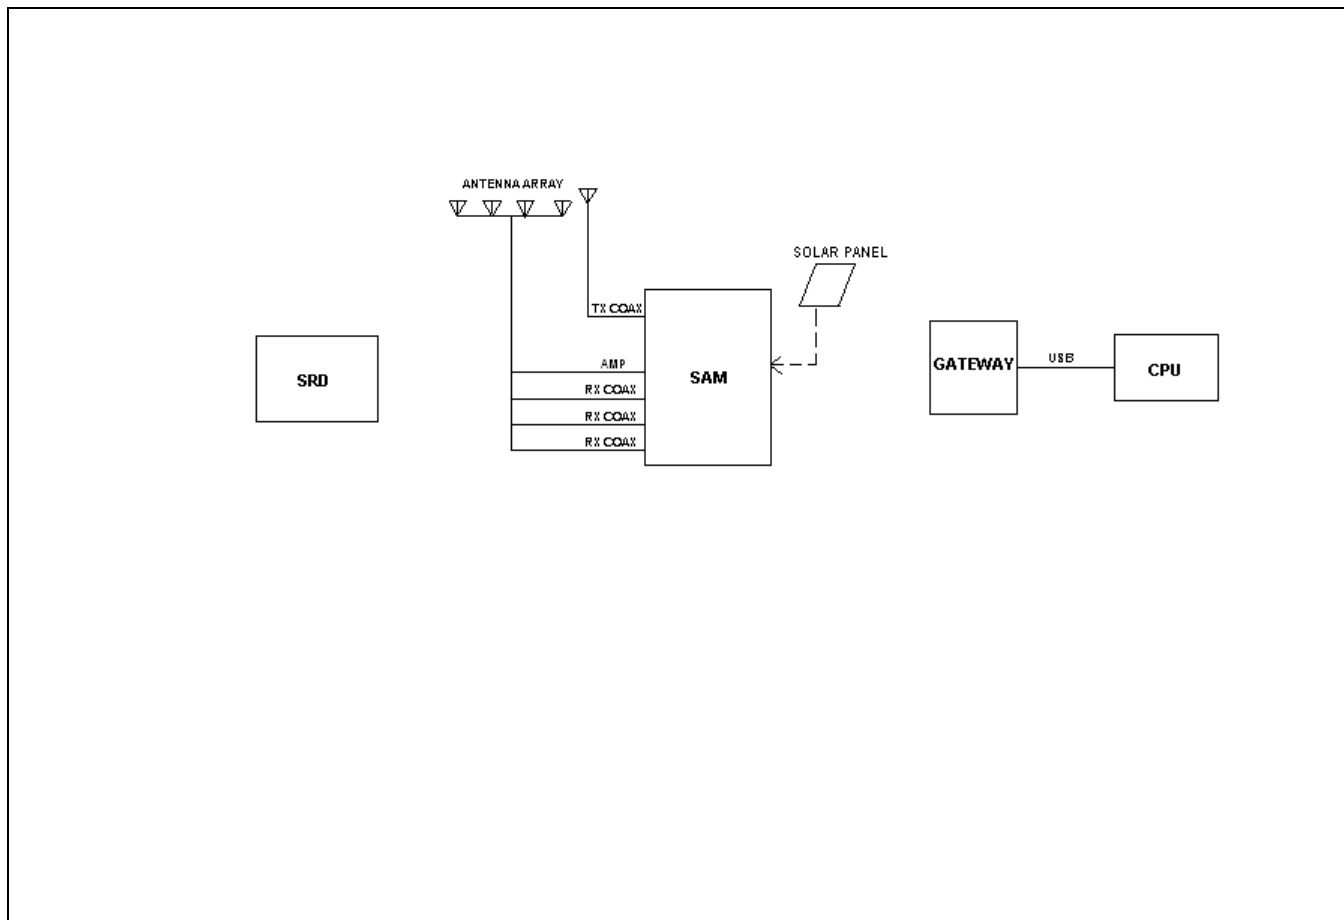 ANTENNA ARRAY
SOLAR PANEL
TX COAX
SRD
AMP
RX COAX
RX COAX
RX COAX
SAM
GATEWAY
USB
CPU